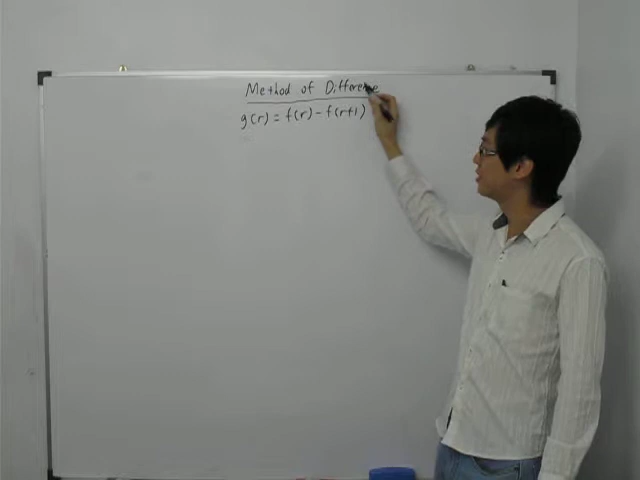 Method of Difference
g(r) = f(r) - f(r+1)